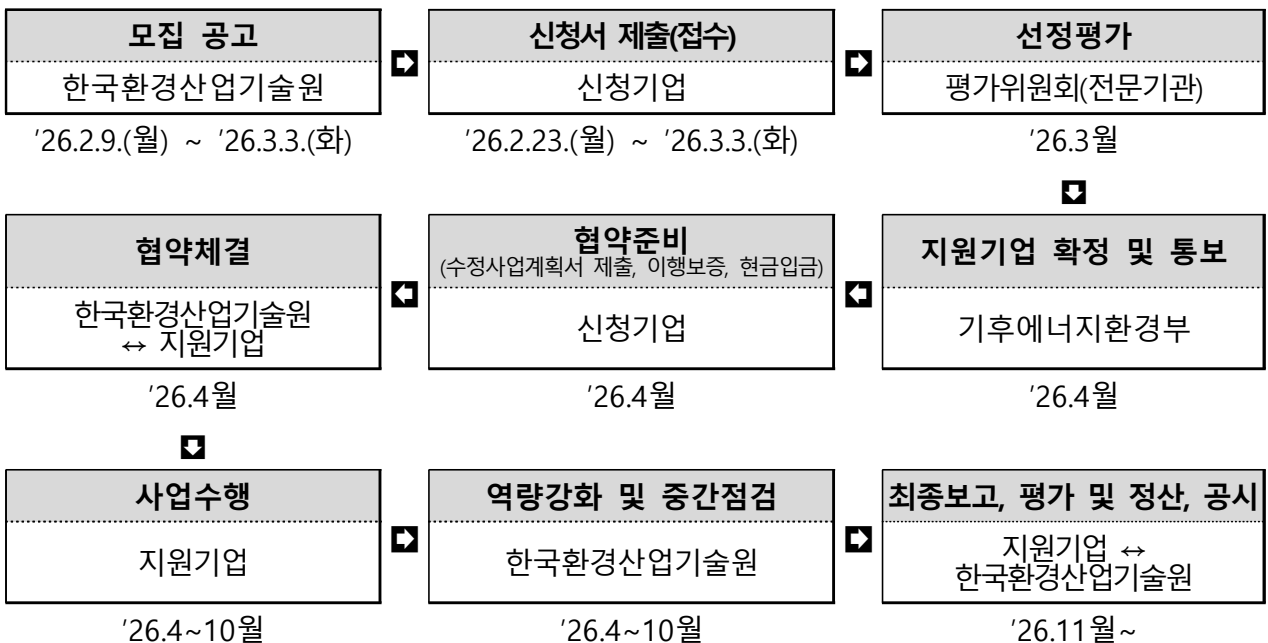 모집 공고
한국환경산업기술원
'26.2.9.(월) ~ '26.3.3.(화)
신청서 제출(접수)
신청기업
'26.2.23.(월) ~ '26.3.3.(화)
선정평가
평가위원회(전문기관)
'26.3월
지원기업 확정 및 통보
기후에너지환경부
'26.4월
협약준비
(수정사업계획서 제출, 이행보증, 현금입금)
신청기업
'26.4월
협약체결
한국환경산업기술원
↔ 지원기업
'26.4월
사업수행
지원기업
'26.4~10월
역량강화 및 중간점검
한국환경산업기술원
'26.4~10월
최종보고, 평가 및 정산, 공시
지원기업 ↔
한국환경산업기술원
'26.11월~